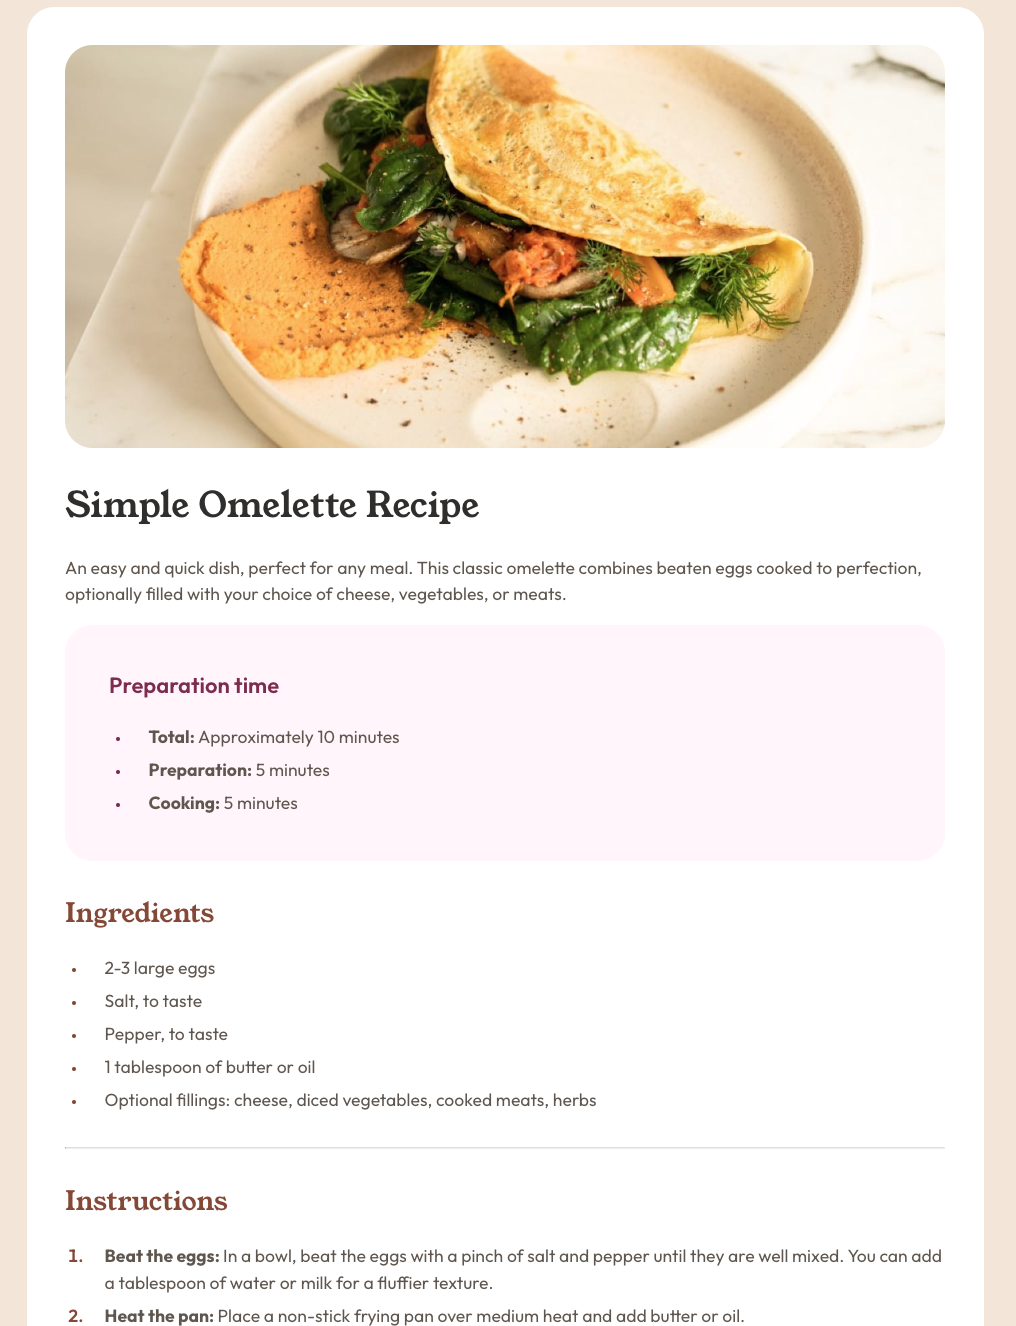 Simple Omelette Recipe
An easy and quick dish, perfect for any meal. This classic omelette combines beaten eggs cooked to perfection,
optionally filled with your choice of cheese, vegetables, or meats.
Preparation time
• Total: Approximately 10 minutes
• Preparation: 5 minutes
• Cooking: 5 minutes
Ingredients
• 2-3 large eggs
• Salt, to taste
• Pepper, to taste
• 1 tablespoon of butter or oil
• Optional fillings: cheese, diced vegetables, cooked meats, herbs
Instructions
1. Beat the eggs: In a bowl, beat the eggs with a pinch of salt and pepper until they are well mixed. You can add
a tablespoon of water or milk for a fluffier texture.
2. Heat the pan: Place a non-stick frying pan over medium heat and add butter or oil.